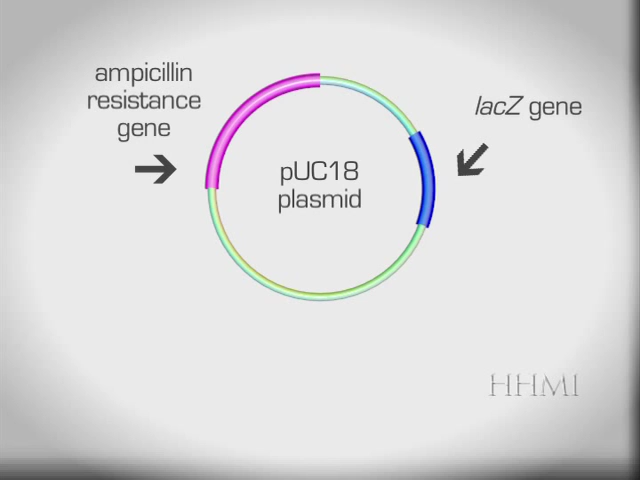 ampicillin
resistance
gene
lacZ gene
pUC18
plasmid
HHMI